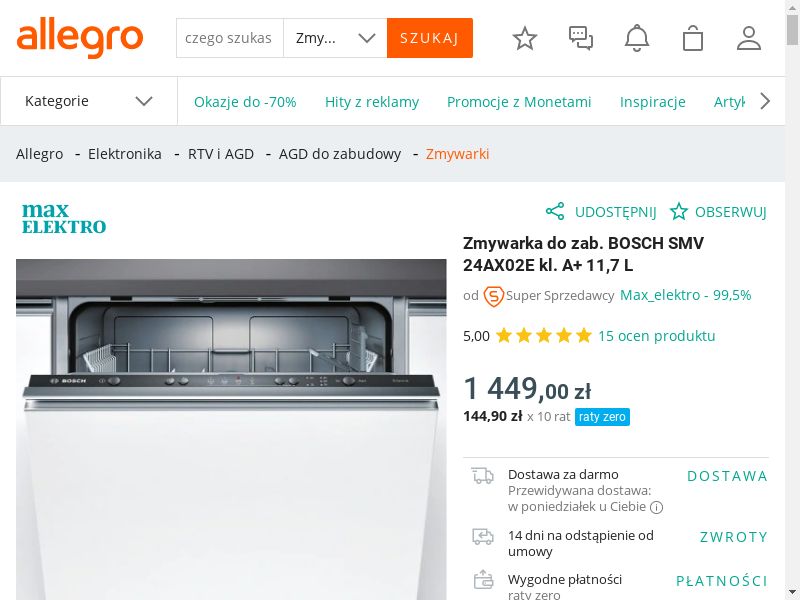 allegro
czego szukas
Zmy...
SZUKAJ
Kategorie
Okazje do -70%
Hity z reklamy
Promocje z Monetami
Inspiracje
Artyk
Allegro - Elektronika - RTV i AGD - AGD do zabudowy - Zmywarki
max
ELEKTRO
UDOSTĘPNIJ
OBSERWUJ
Zmywarka do zab. BOSCH SMV
24AX02E kl. A+ 11,7 L
od Super Sprzedawcy Max_elektro - 99,5%
5,00 15 ocen produktu
1 449,00 zł
144,90 zł x 10 rat raty zero
BOSCH
Dostawa za darmo
Przewidywana dostawa:
w poniedziałek u Ciebie
DOSTAWA
14 dni na odstąpienie od
umowy
ZWROTY
Wygodne płatności
raty zero
PŁATNOŚCI